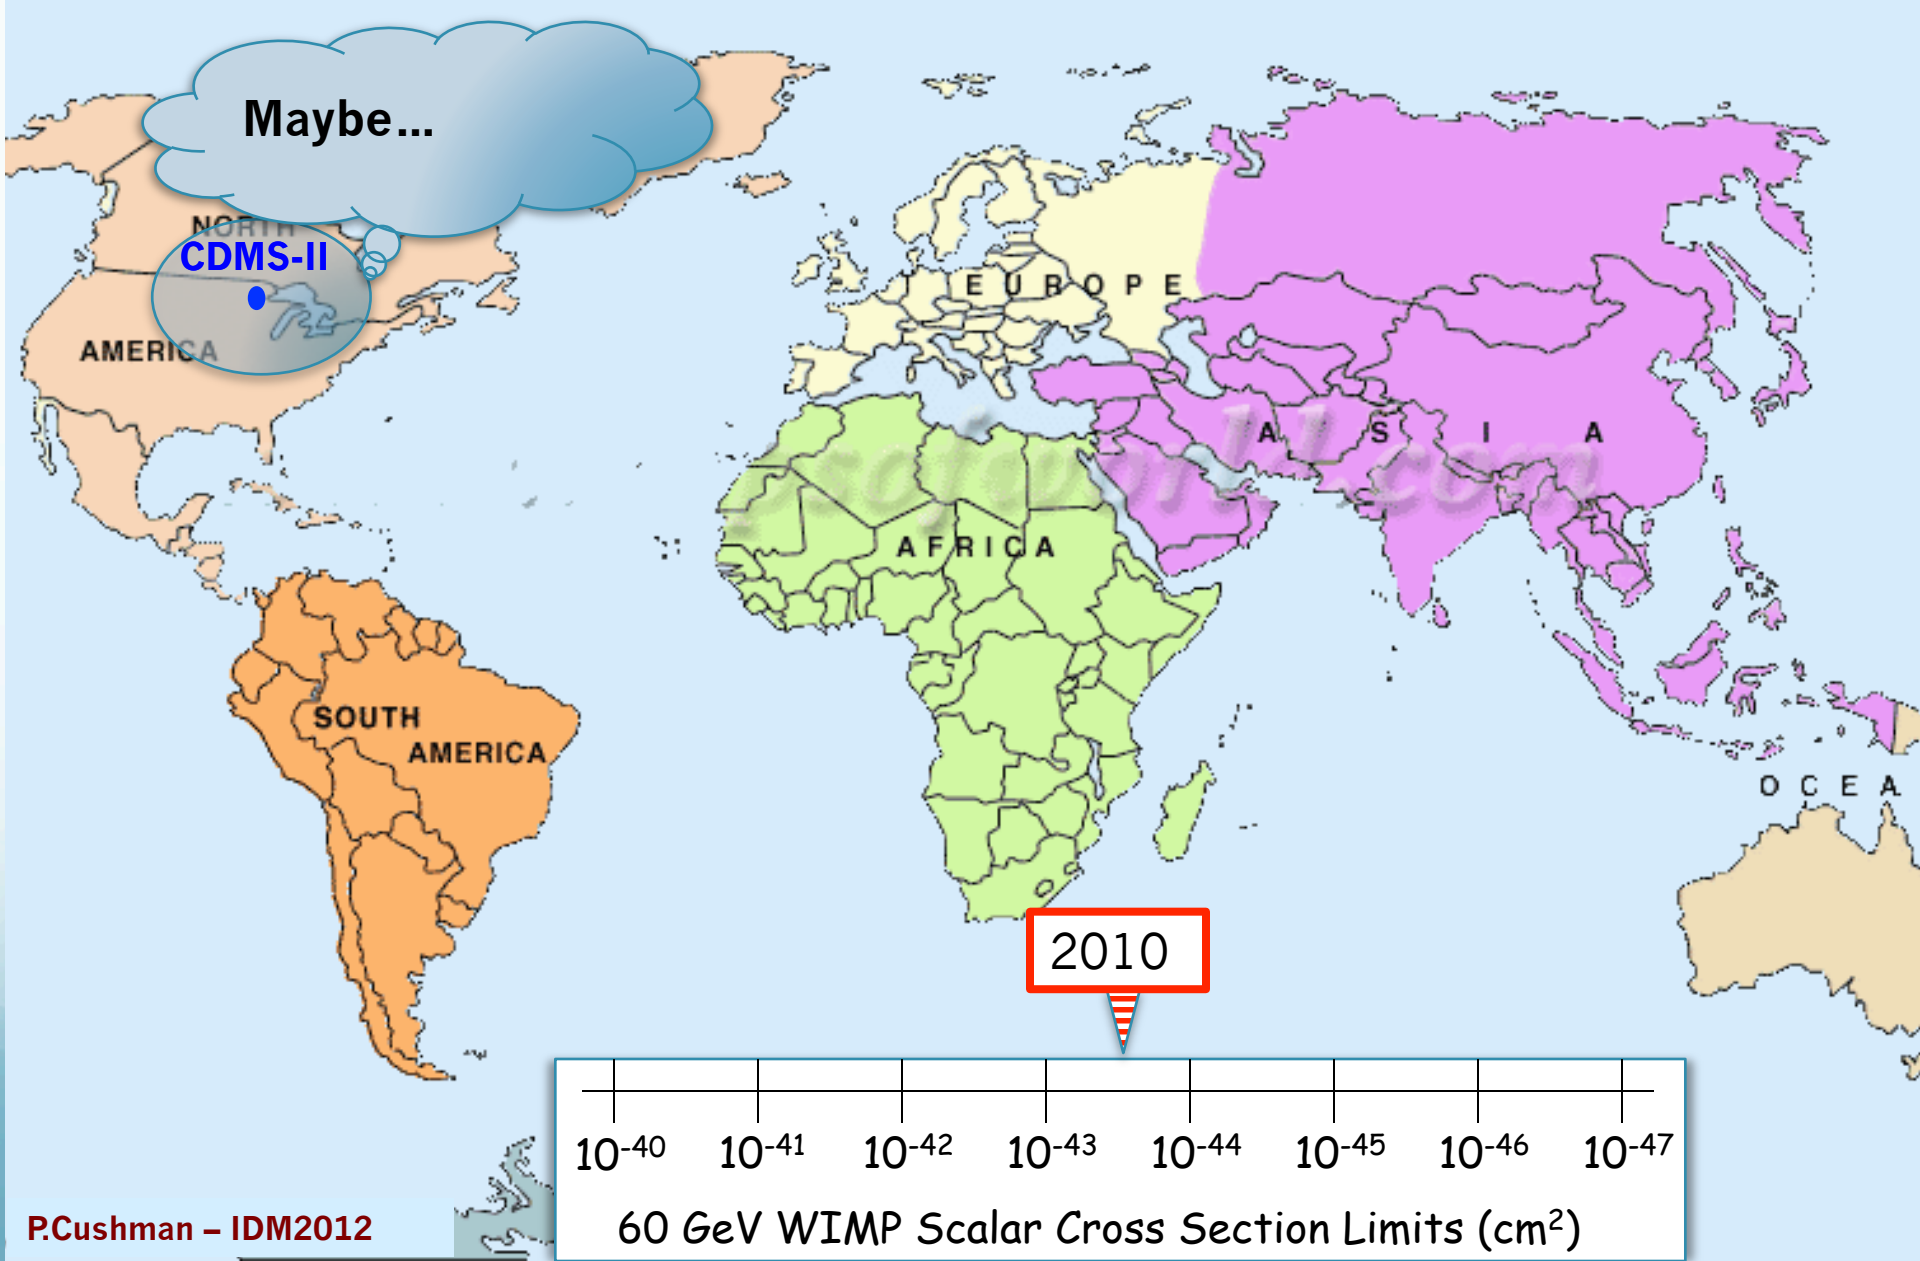 Maybe...
NORTH
CDMS-II
AMERICA
EUROPE
ASIA
psofworld.com
AFRICA
SOUTH
AMERICA
OCEA
2010
10⁻⁴⁰ 10⁻⁴¹ 10⁻⁴² 10⁻⁴³ 10⁻⁴⁴ 10⁻⁴⁵ 10⁻⁴⁶ 10⁻⁴⁷
60 GeV WIMP Scalar Cross Section Limits (cm²)
P.Cushman – IDM2012